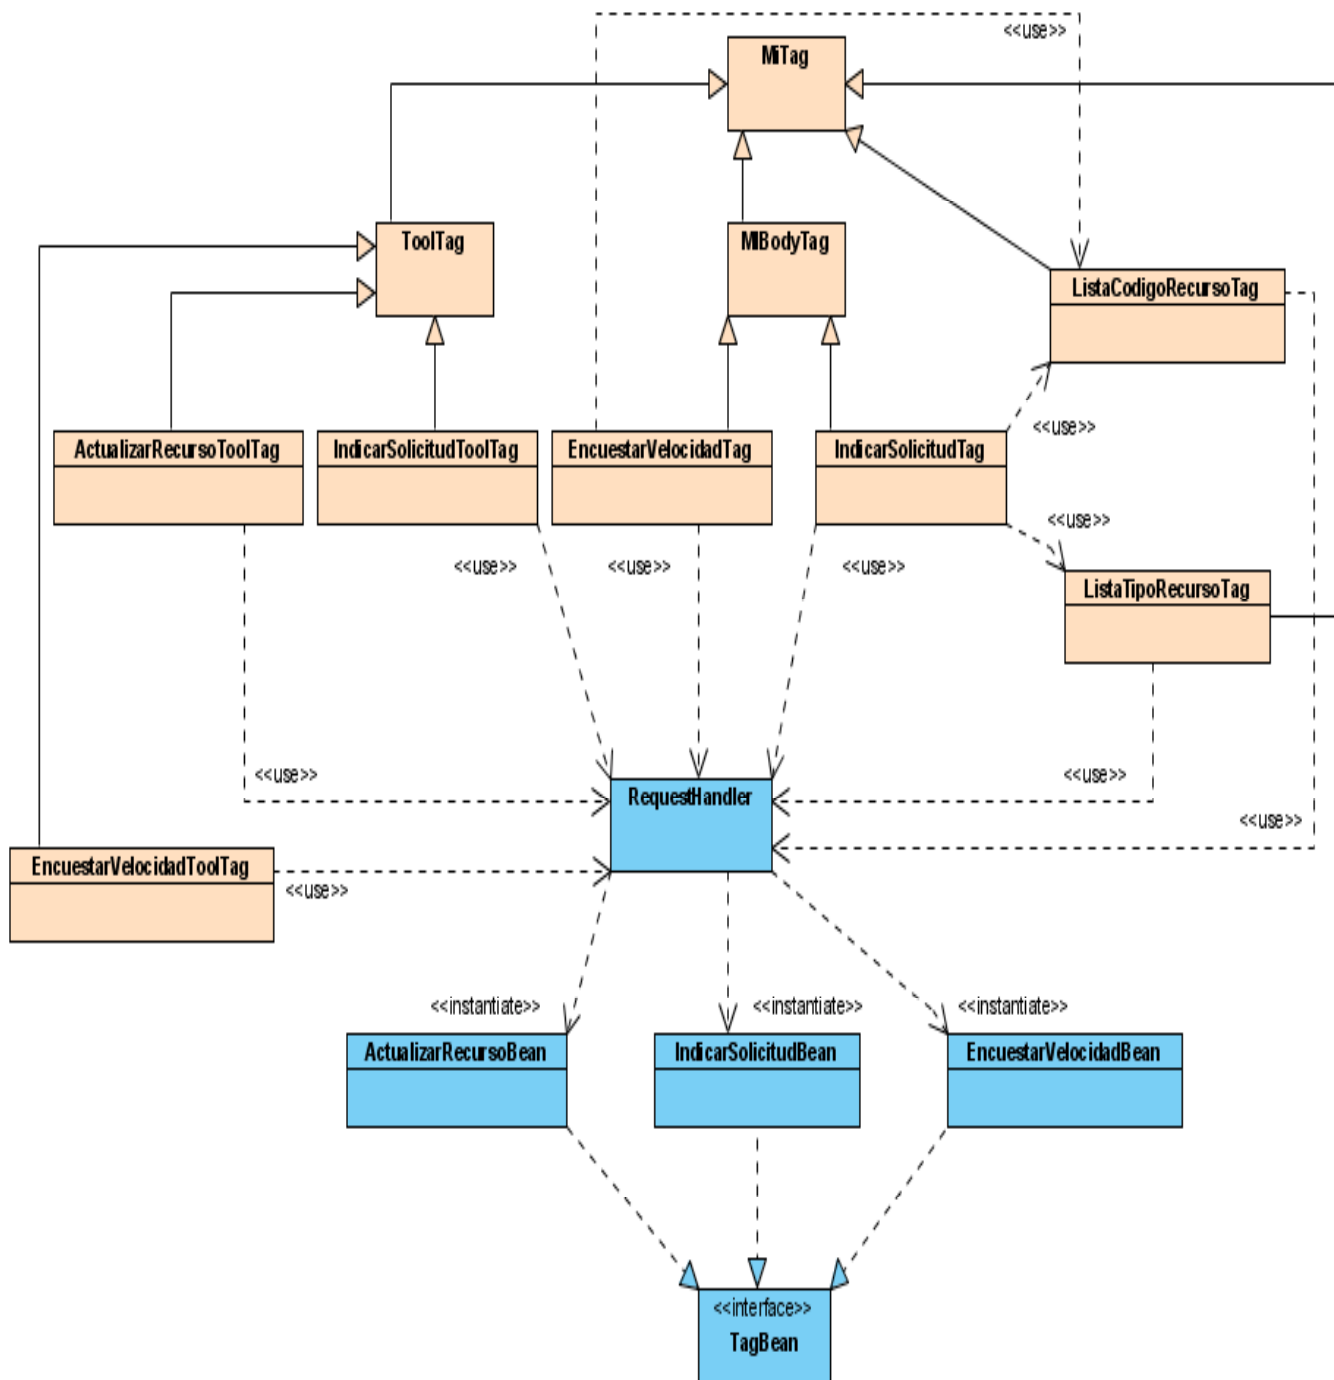 <<use>>
MiTag
ToolTag
MIBodyTag
ListaCodigoRecursoTag
<<use>>
ActualizarRecursoToolTag
IndicarSolicitudToolTag
EncuestarVelocidadTag
IndicarSolicitudTag
<<use>>
<<use>>
<<use>>
<<use>>
ListaTipoRecursoTag
<<use>>
<<use>>
RequestHandler
<<use>>
EncuestarVelocidadToolTag
<<use>>
<<instantiate>>
<<instantiate>>
<<instantiate>>
ActualizarRecursoBean
IndicarSolicitudBean
EncuestarVelocidadBean
<<interface>>
TagBean